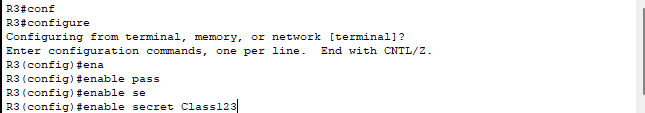 R3#conf
R3#configure
Configuring from terminal, memory, or network [terminal]?
Enter configuration commands, one per line.  End with CNTL/Z.
R3(config)#ena
R3(config)#enable pass
R3(config)#enable se
R3(config)#enable secret Class123